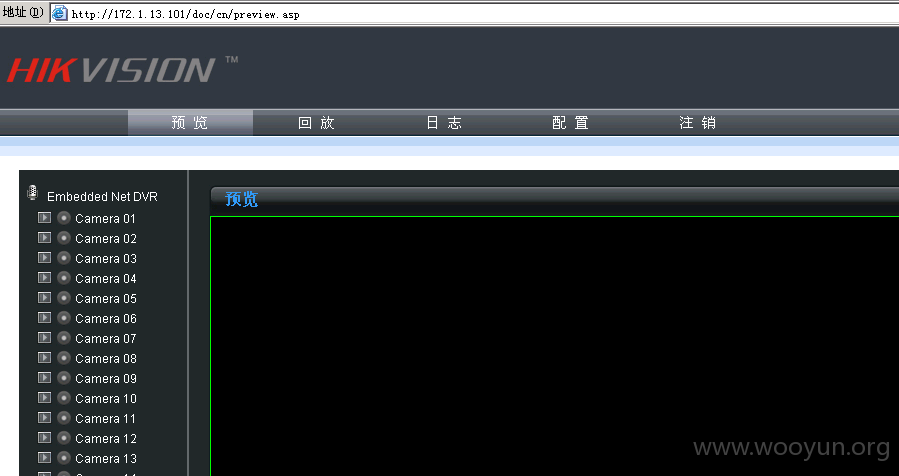 地址(D) http://172.1.13.101/doc/cn/preview.asp
HIKVISION™
预览 回放 日志 配置 注销
Embedded Net DVR
预览
Camera 01
Camera 02
Camera 03
Camera 04
Camera 05
Camera 06
Camera 07
Camera 08
Camera 09
Camera 10
Camera 11
Camera 12
Camera 13
www.wooyun.org